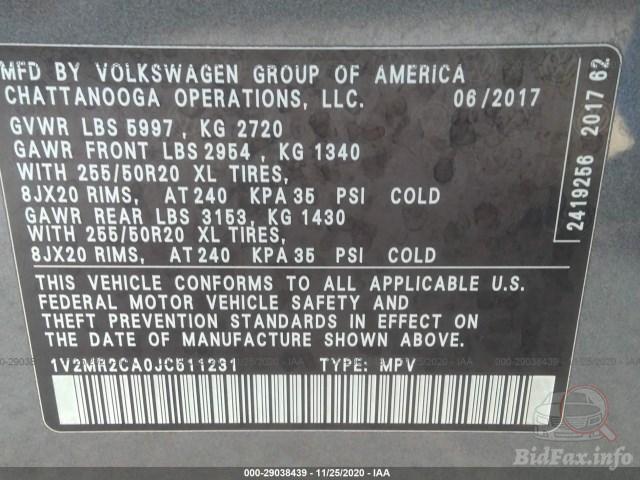 MFD BY VOLKSWAGEN GROUP OF AMERICA
CHATTANOOGA OPERATIONS, LLC. 06/2017
GVWR LBS 5997, KG 2720
GAWR FRONT LBS 2954, KG 1340
WITH 255/50R20 XL TIRES,
8JX20 RIMS, AT 240 KPA 35 PSI COLD
GAWR REAR LBS 3153, KG 1430
WITH 255/50R20 XL TIRES,
8JX20 RIMS, AT 240 KPA 35 PSI COLD
THIS VEHICLE CONFORMS TO ALL APPLICABLE U.S.
FEDERAL MOTOR VEHICLE SAFETY AND
THEFT PREVENTION STANDARDS IN EFFECT ON
THE DATE OF MANUFACTURE SHOWN ABOVE.
1V2MR2CA0JC511231 TYPE: MPV
2419256 2017 62
BidFax.info
000-29038439 - 11/25/2020 - IAA